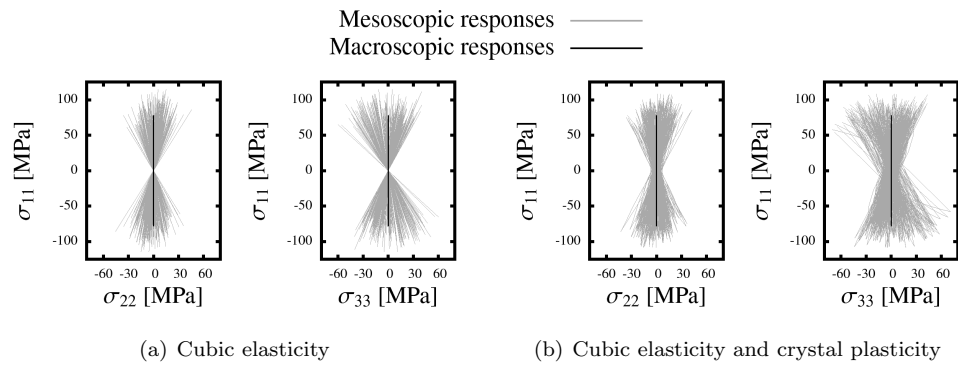 Mesoscopic responses
Macroscopic responses
σ11 [MPa]
100
50
0
-50
-100
-60 -30 0 30 60
σ22 [MPa]
σ11 [MPa]
100
50
0
-50
-100
-60 -30 0 30 60
σ33 [MPa]
σ11 [MPa]
100
50
0
-50
-100
-60 -30 0 30 60
σ22 [MPa]
σ11 [MPa]
100
50
0
-50
-100
-60 -30 0 30 60
σ33 [MPa]
(a) Cubic elasticity
(b) Cubic elasticity and crystal plasticity